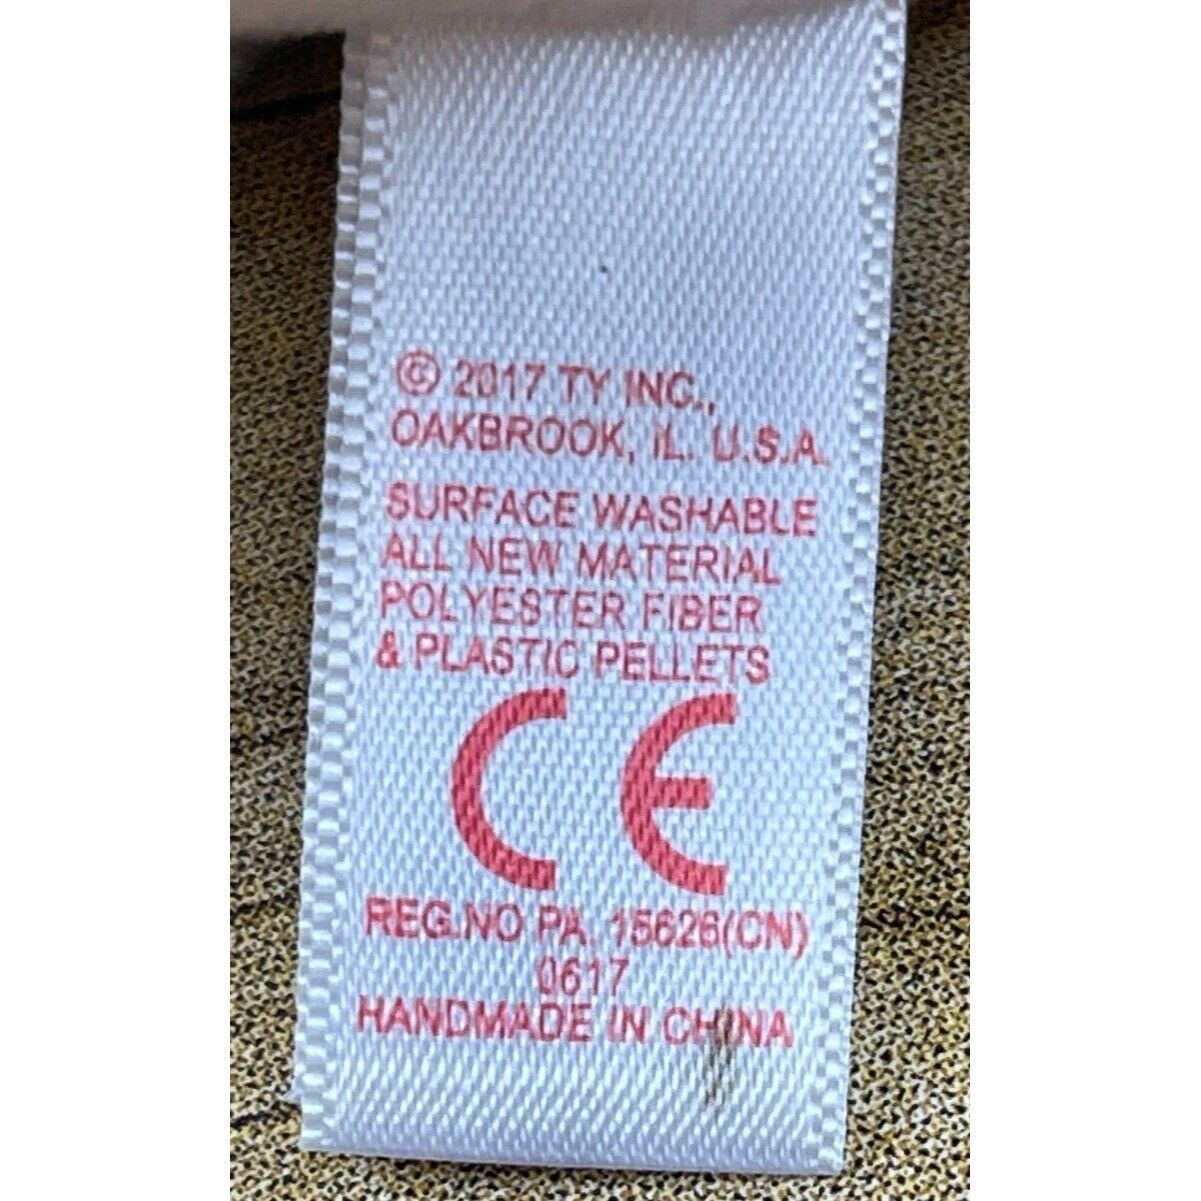 © 2017 TY INC.,
OAKBROOK, IL. U.S.A.
SURFACE WASHABLE
ALL NEW MATERIAL
POLYESTER FIBER
& PLASTIC PELLETS
CE
REG.NO PA. 15626(CN)
0617
HANDMADE IN CHINA